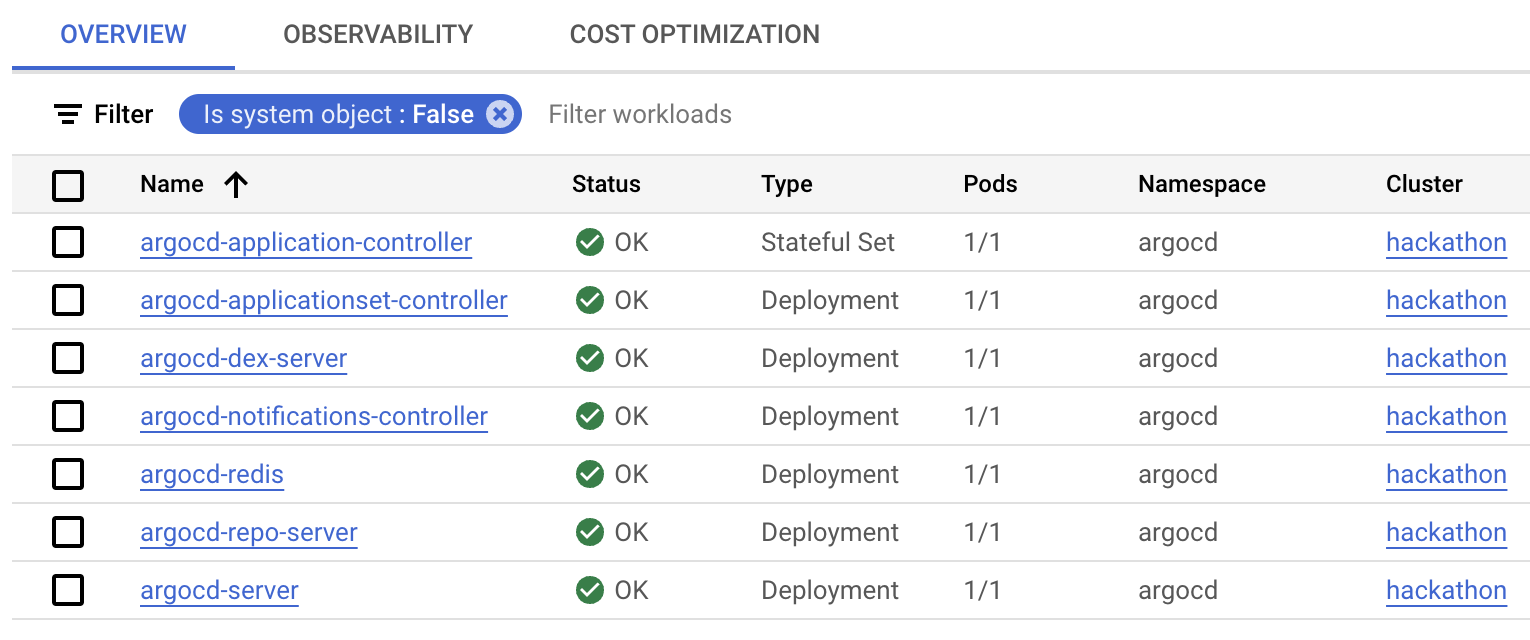 OVERVIEW OBSERVABILITY COST OPTIMIZATION
Filter Is system object : False Filter workloads
Name Status Type Pods Namespace Cluster
argocd-application-controller OK Stateful Set 1/1 argocd hackathon
argocd-applicationset-controller OK Deployment 1/1 argocd hackathon
argocd-dex-server OK Deployment 1/1 argocd hackathon
argocd-notifications-controller OK Deployment 1/1 argocd hackathon
argocd-redis OK Deployment 1/1 argocd hackathon
argocd-repo-server OK Deployment 1/1 argocd hackathon
argocd-server OK Deployment 1/1 argocd hackathon